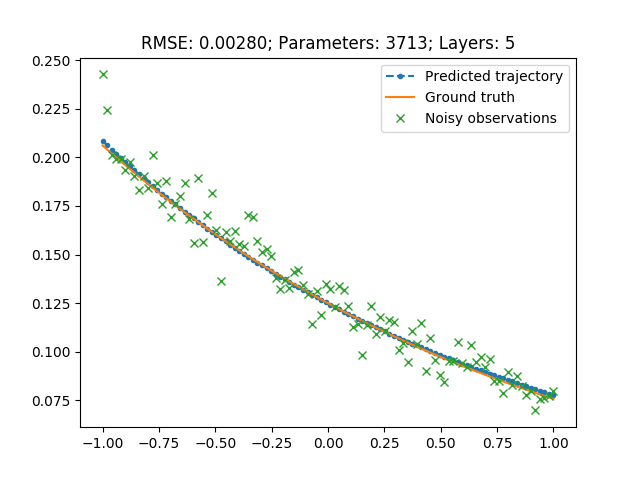 RMSE: 0.00280; Parameters: 3713; Layers: 5
0.250
0.225
0.200
0.175
0.150
0.125
0.100
0.075
Predicted trajectory
Ground truth
Noisy observations
−1.00 −0.75 −0.50 −0.25 0.00 0.25 0.50 0.75 1.00